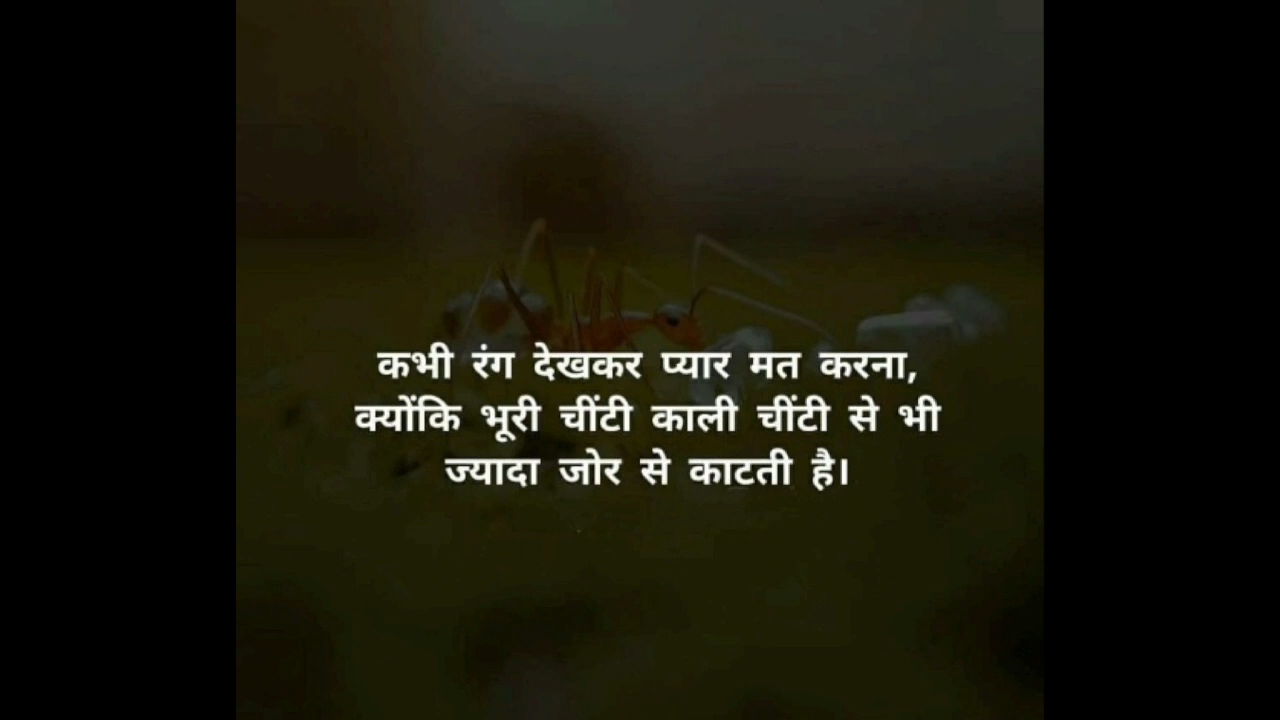 कभी रंग देखकर प्यार मत करना,
क्योंकि भूरी चींटी काली चींटी से भी
ज्यादा जोर से काटती है।